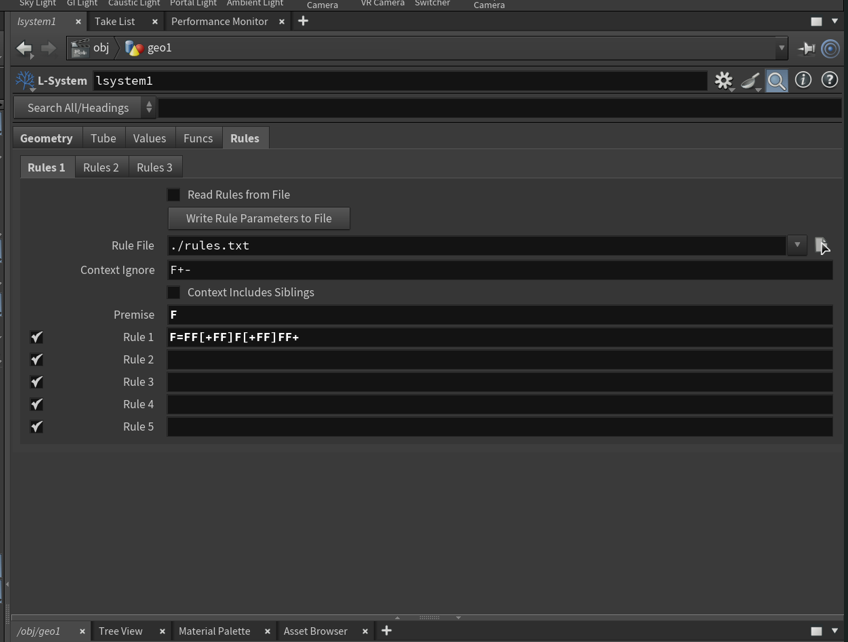 Sky Light GI Light Caustic Light Portal Light Ambient Light Camera VR Camera Switcher Camera
lsystem1 × Take List × Performance Monitor × +
obj geo1
L-System lsystem1
Search All/Headings
Geometry Tube Values Funcs Rules
Rules 1 Rules 2 Rules 3
Read Rules from File
Write Rule Parameters to File
Rule File ./rules.txt
Context Ignore F+-
Context Includes Siblings
Premise F
Rule 1 F=FF[+FF]F[+FF]FF+
Rule 2
Rule 3
Rule 4
Rule 5
/obj/geo1 × Tree View × Material Palette × Asset Browser × +